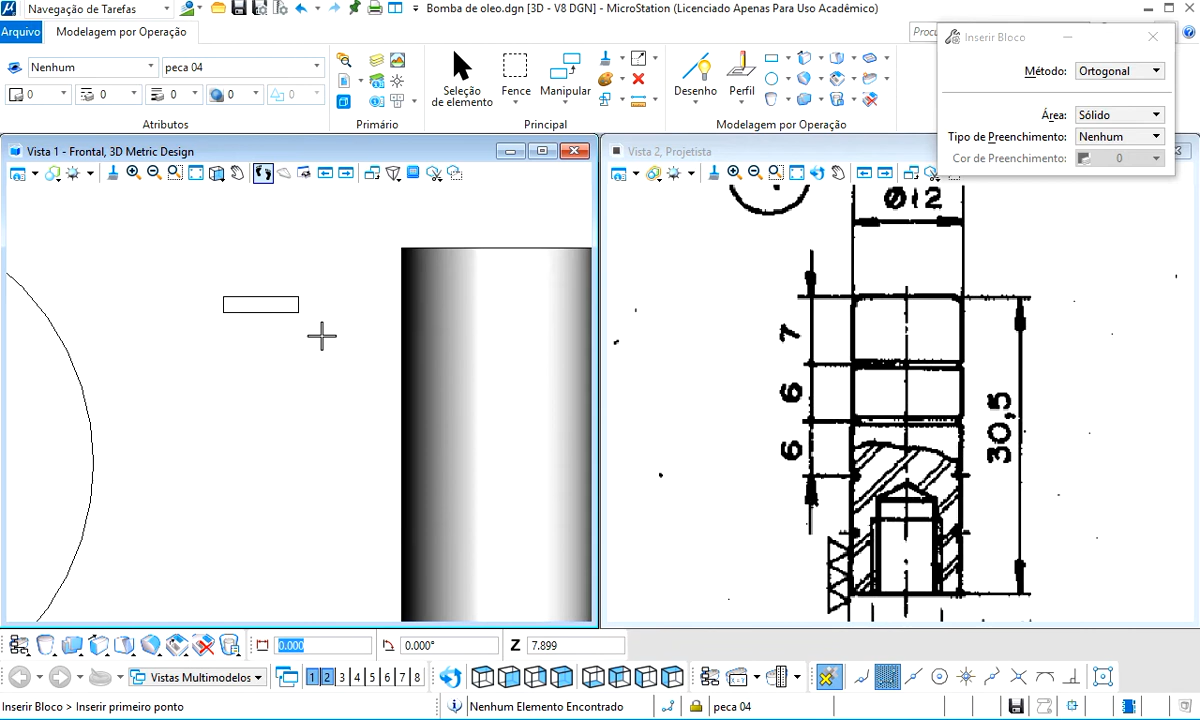 Navegação de Tarefas
Bomba de oleo.dgn [3D - V8 DGN] - MicroStation (Licenciado Apenas Para Uso Acadêmico)
Arquivo
Modelagem por Operação
Nenhum
peca 04
0
0
0
0
0
Atributos
Primário
Seleção
de elemento
Fence
Manipular
Principal
Desenho
Perfil
Modelagem por Operação
Inserir Bloco
Método:
Ortogonal
Área:
Sólido
Tipo de Preenchimento:
Nenhum
Cor de Preenchimento:
0
Vista 1 - Frontal, 3D Metric Design
Vista 2, Projetista
Ø12
7
6
6
30,5
0.000
0.000°
Z
7.899
Vistas Multimodelos
1 2 3 4 5 6 7 8
Inserir Bloco > Inserir primeiro ponto
Nenhum Elemento Encontrado
peca 04